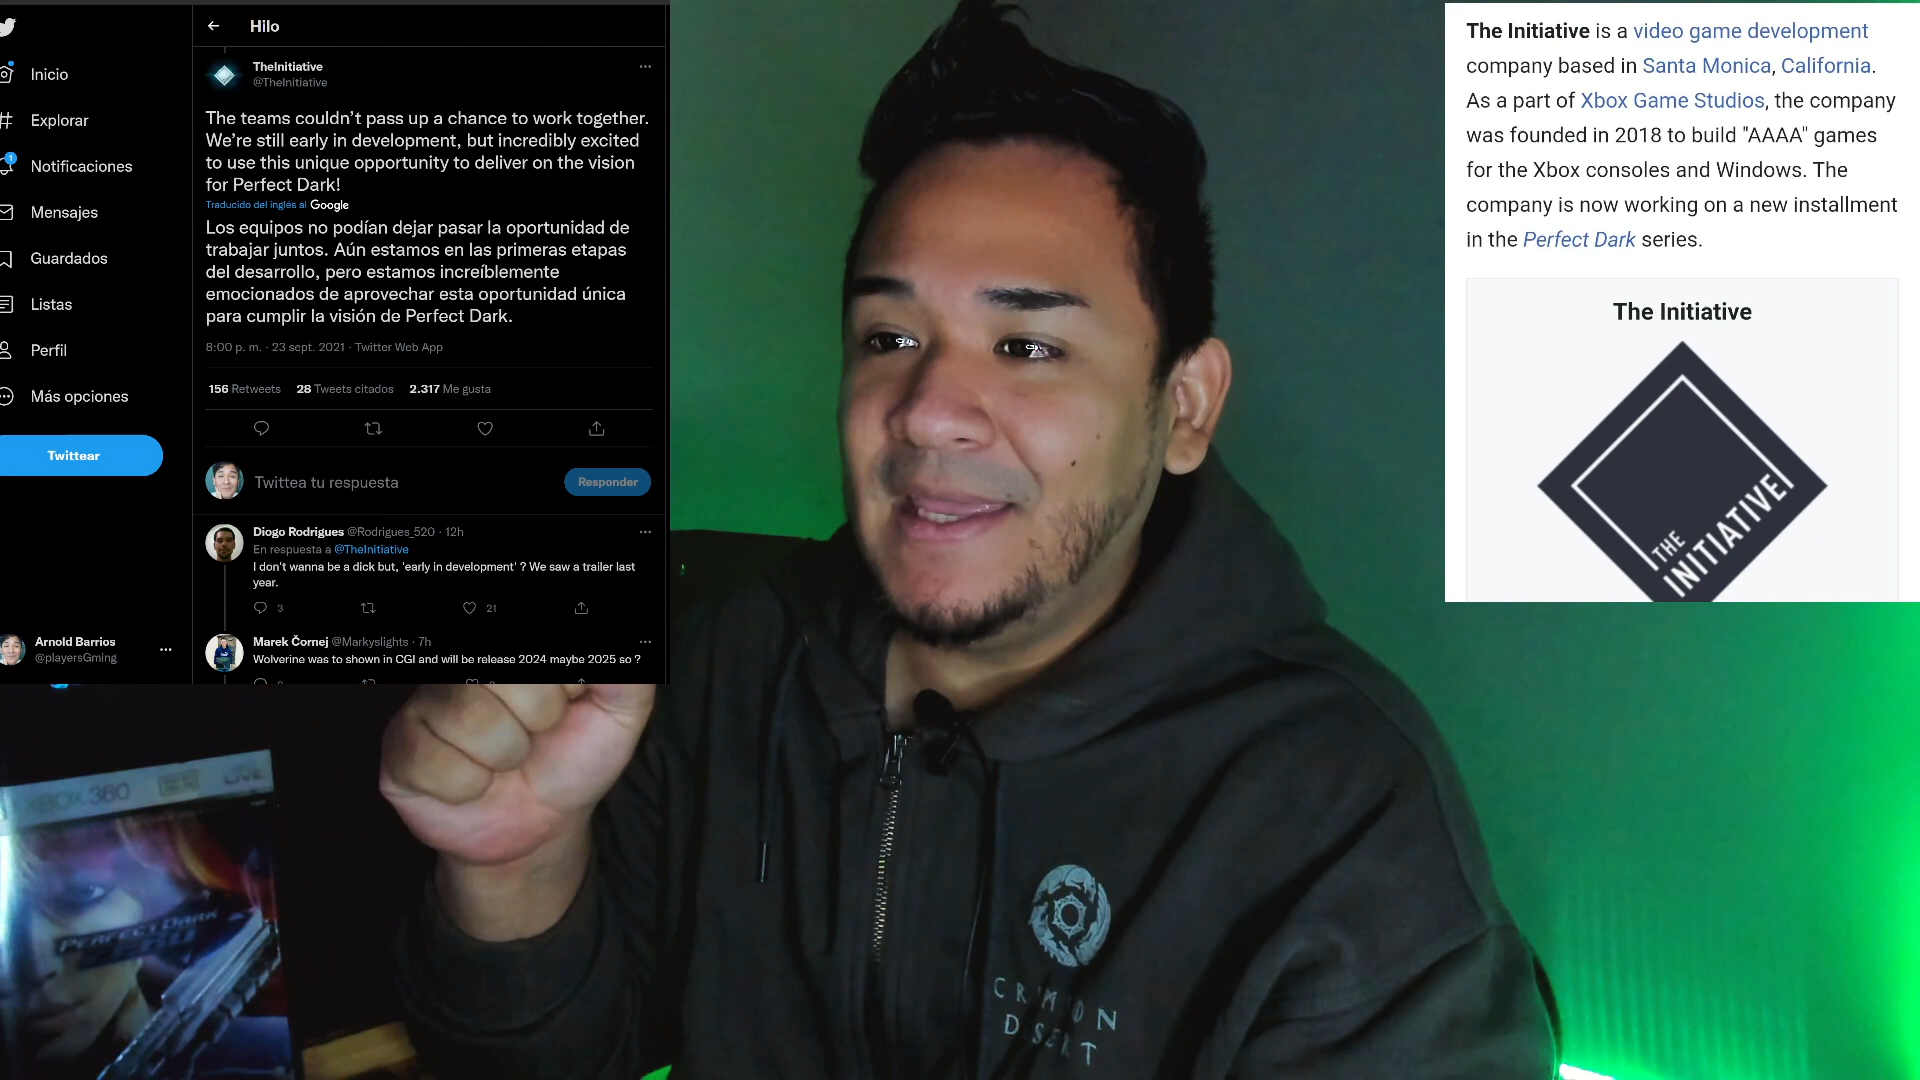 Hilo
Inicio
Explorar
1
Notificaciones
Mensajes
Guardados
Listas
Perfil
Más opciones
Twittear
Arnold Barrios
@playersGming
TheInitiative
@TheInitiative
The teams couldn’t pass up a chance to work together.
We’re still early in development, but incredibly excited
to use this unique opportunity to deliver on the vision
for Perfect Dark!
Traducido del inglés al Google
Los equipos no podían dejar pasar la oportunidad de
trabajar juntos. Aún estamos en las primeras etapas
del desarrollo, pero estamos increíblemente
emocionados de aprovechar esta oportunidad única
para cumplir la visión de Perfect Dark.
8:00 p. m. · 23 sept. 2021 · Twitter Web App
156 Retweets 28 Tweets citados 2.317 Me gusta
Twittea tu respuesta
Responder
Diogo Rodrigues @Rodrigues_520 · 12h
En respuesta a @TheInitiative
I don't wanna be a dick but, 'early in development' ? We saw a trailer last
year.
3 21
Marek Čornej @Markyslights · 7h
Wolverine was to shown in CGI and will be release 2024 maybe 2025 so ?
The Initiative is a video game development
company based in Santa Monica, California.
As a part of Xbox Game Studios, the company
was founded in 2018 to build "AAAA" games
for the Xbox consoles and Windows. The
company is now working on a new installment
in the Perfect Dark series.
The Initiative
THE
INITIATIVE
XBOX 360
LIVE
PERFECT DARK
CRIMSON
DESERT